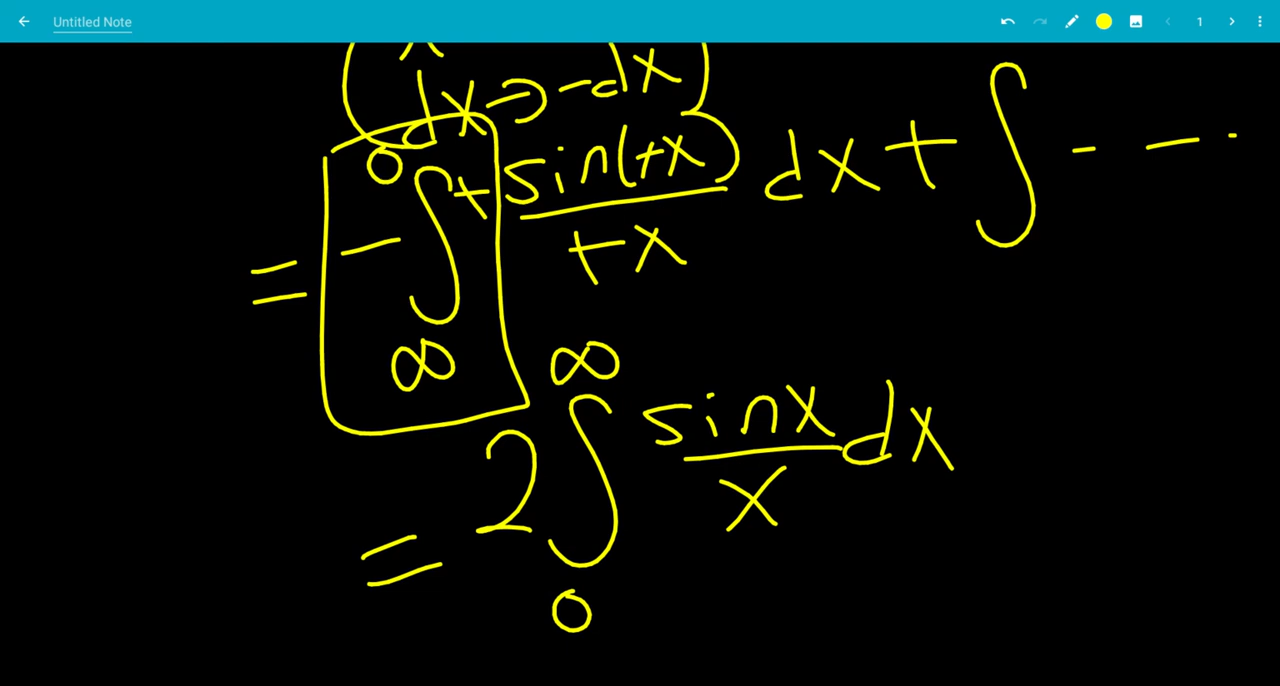 Untitled Note
1
dx → -dx
= - ∫_∞^0 + sin(+x) / +x dx + ∫ - - -
= 2 ∫_0^∞ sinx / x dx